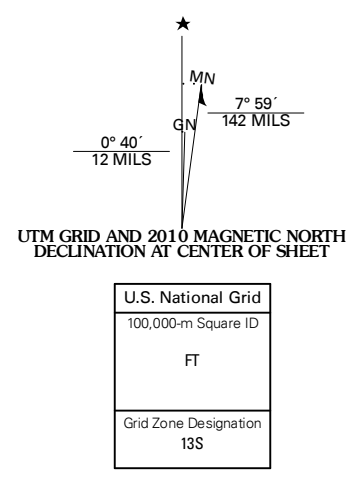 ★
MN
GN
7° 59´
142 MILS
0° 40´
12 MILS
UTM GRID AND 2010 MAGNETIC NORTH
DECLINATION AT CENTER OF SHEET
U.S. National Grid
100,000-m Square ID
FT
Grid Zone Designation
13S